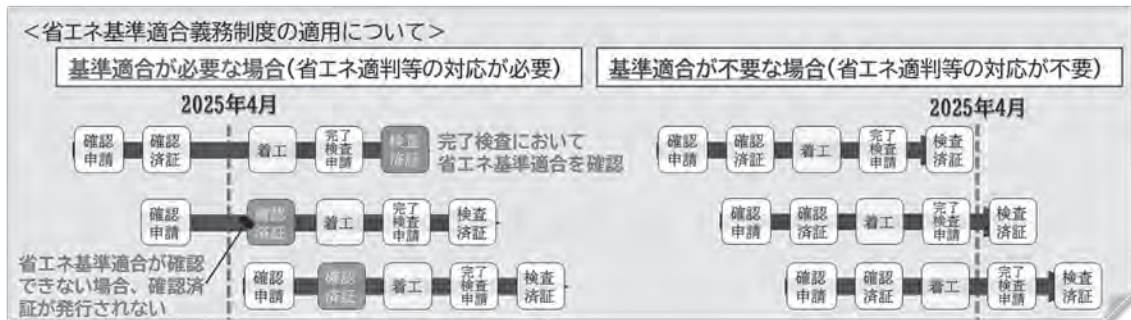 ＜省エネ基準適合義務制度の適用について＞
基準適合が必要な場合(省エネ適判等の対応が必要)
2025年4月
確認
申請
確認
済証
着工
完了
検査
申請
検査
済証
完了検査において
省エネ基準適合を確認
確認
申請
確認
済証
着工
完了
検査
申請
検査
済証
省エネ基準適合が確認
できない場合、確認済
証が発行されない
確認
申請
確認
済証
着工
完了
検査
申請
検査
済証
基準適合が不要な場合(省エネ適判等の対応が不要)
2025年4月
確認
申請
確認
済証
着工
完了
検査
申請
検査
済証
確認
申請
確認
済証
着工
完了
検査
申請
検査
済証
確認
申請
確認
済証
着工
完了
検査
申請
検査
済証